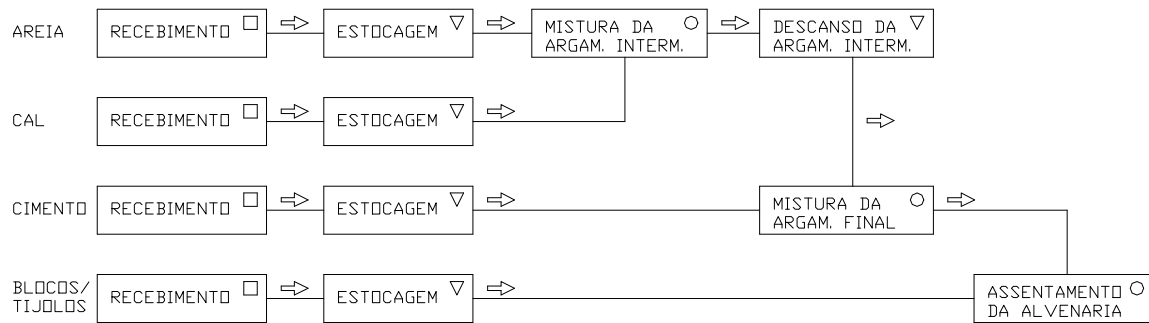 AREIA
RECEBIMENTO
ESTOCAGEM
MISTURA DA
ARGAM. INTERM.
DESCANSO DA
ARGAM. INTERM.
CAL
RECEBIMENTO
ESTOCAGEM
CIMENTO
RECEBIMENTO
ESTOCAGEM
MISTURA DA
ARGAM. FINAL
BLOCOS/
TIJOLOS
RECEBIMENTO
ESTOCAGEM
ASSENTAMENTO
DA ALVENARIA